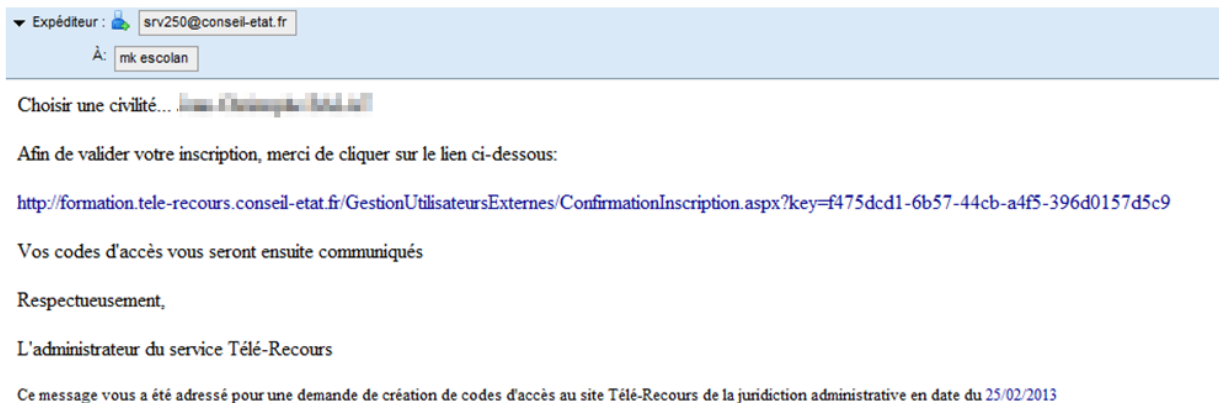 Expéditeur : srv250@conseil-etat.fr
À: mk escolan
Choisir une civilité...
Afin de valider votre inscription, merci de cliquer sur le lien ci-dessous:
http://formation.tele-recours.conseil-etat.fr/GestionUtilisateursExternes/ConfirmationInscription.aspx?key=f475dcd1-6b57-44cb-a4f5-396d0157d5c9
Vos codes d'accès vous seront ensuite communiqués
Respectueusement,
L'administrateur du service Télé-Recours
Ce message vous a été adressé pour une demande de création de codes d'accès au site Télé-Recours de la juridiction administrative en date du 25/02/2013